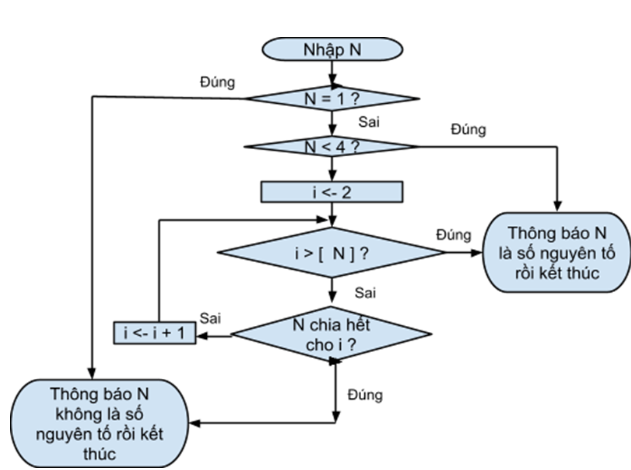 Nhập N
Đúng
N = 1 ?
Sai
Đúng
N < 4 ?
i <- 2
Đúng
i > [  N ] ?
Thông báo N
là số nguyên tố
rồi kết thúc
Sai
Sai
i <- i + 1
N chia hết
cho i ?
Đúng
Thông báo N
không là số
nguyên tố rồi kết
thúc